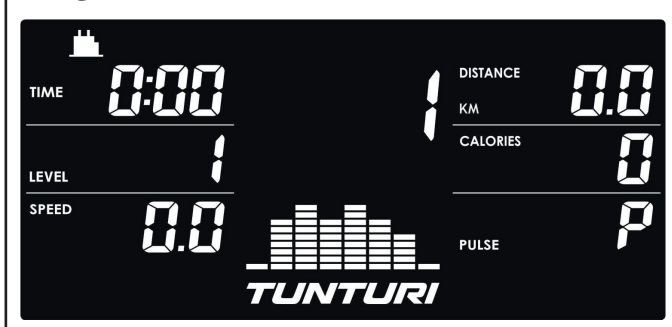 TIME 0:00
1
DISTANCE 0.0
KM
LEVEL 1
CALORIES 0
SPEED 0.0
PULSE P
TUNTURI